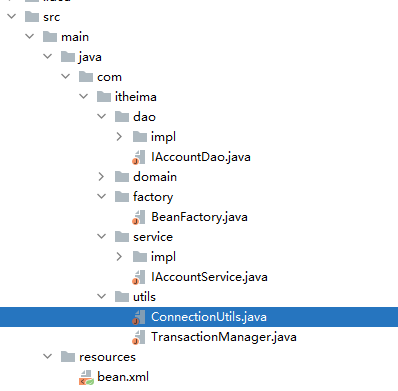 src
main
java
com
itheima
dao
impl
IAccountDao.java
domain
factory
BeanFactory.java
service
impl
IAccountService.java
utils
ConnectionUtils.java
TransactionManager.java
resources
bean.xml